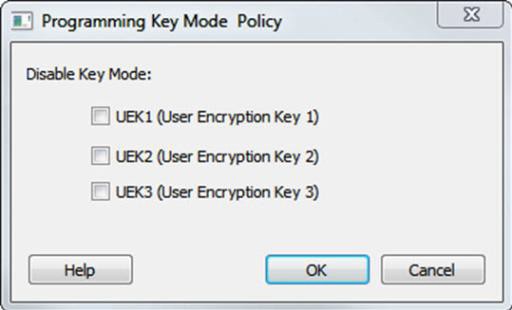 Programming Key Mode Policy
Disable Key Mode:
UEK1 (User Encryption Key 1)
UEK2 (User Encryption Key 2)
UEK3 (User Encryption Key 3)
Help OK Cancel